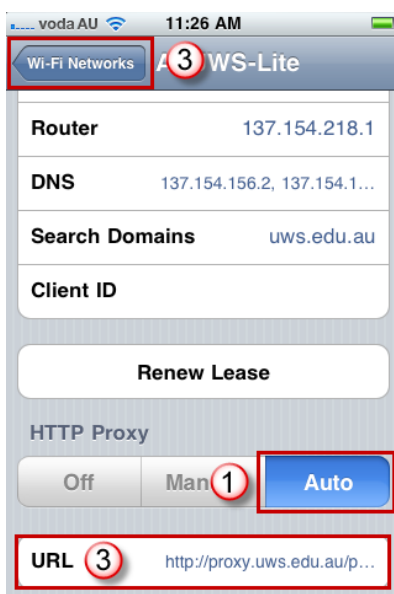 voda AU 11:26 AM
Wi-Fi Networks 3 WS-Lite
Router 137.154.218.1
DNS 137.154.156.2, 137.154.1...
Search Domains uws.edu.au
Client ID
Renew Lease
HTTP Proxy
Off Man 1 Auto
URL 3 http://proxy.uws.edu.au/p...